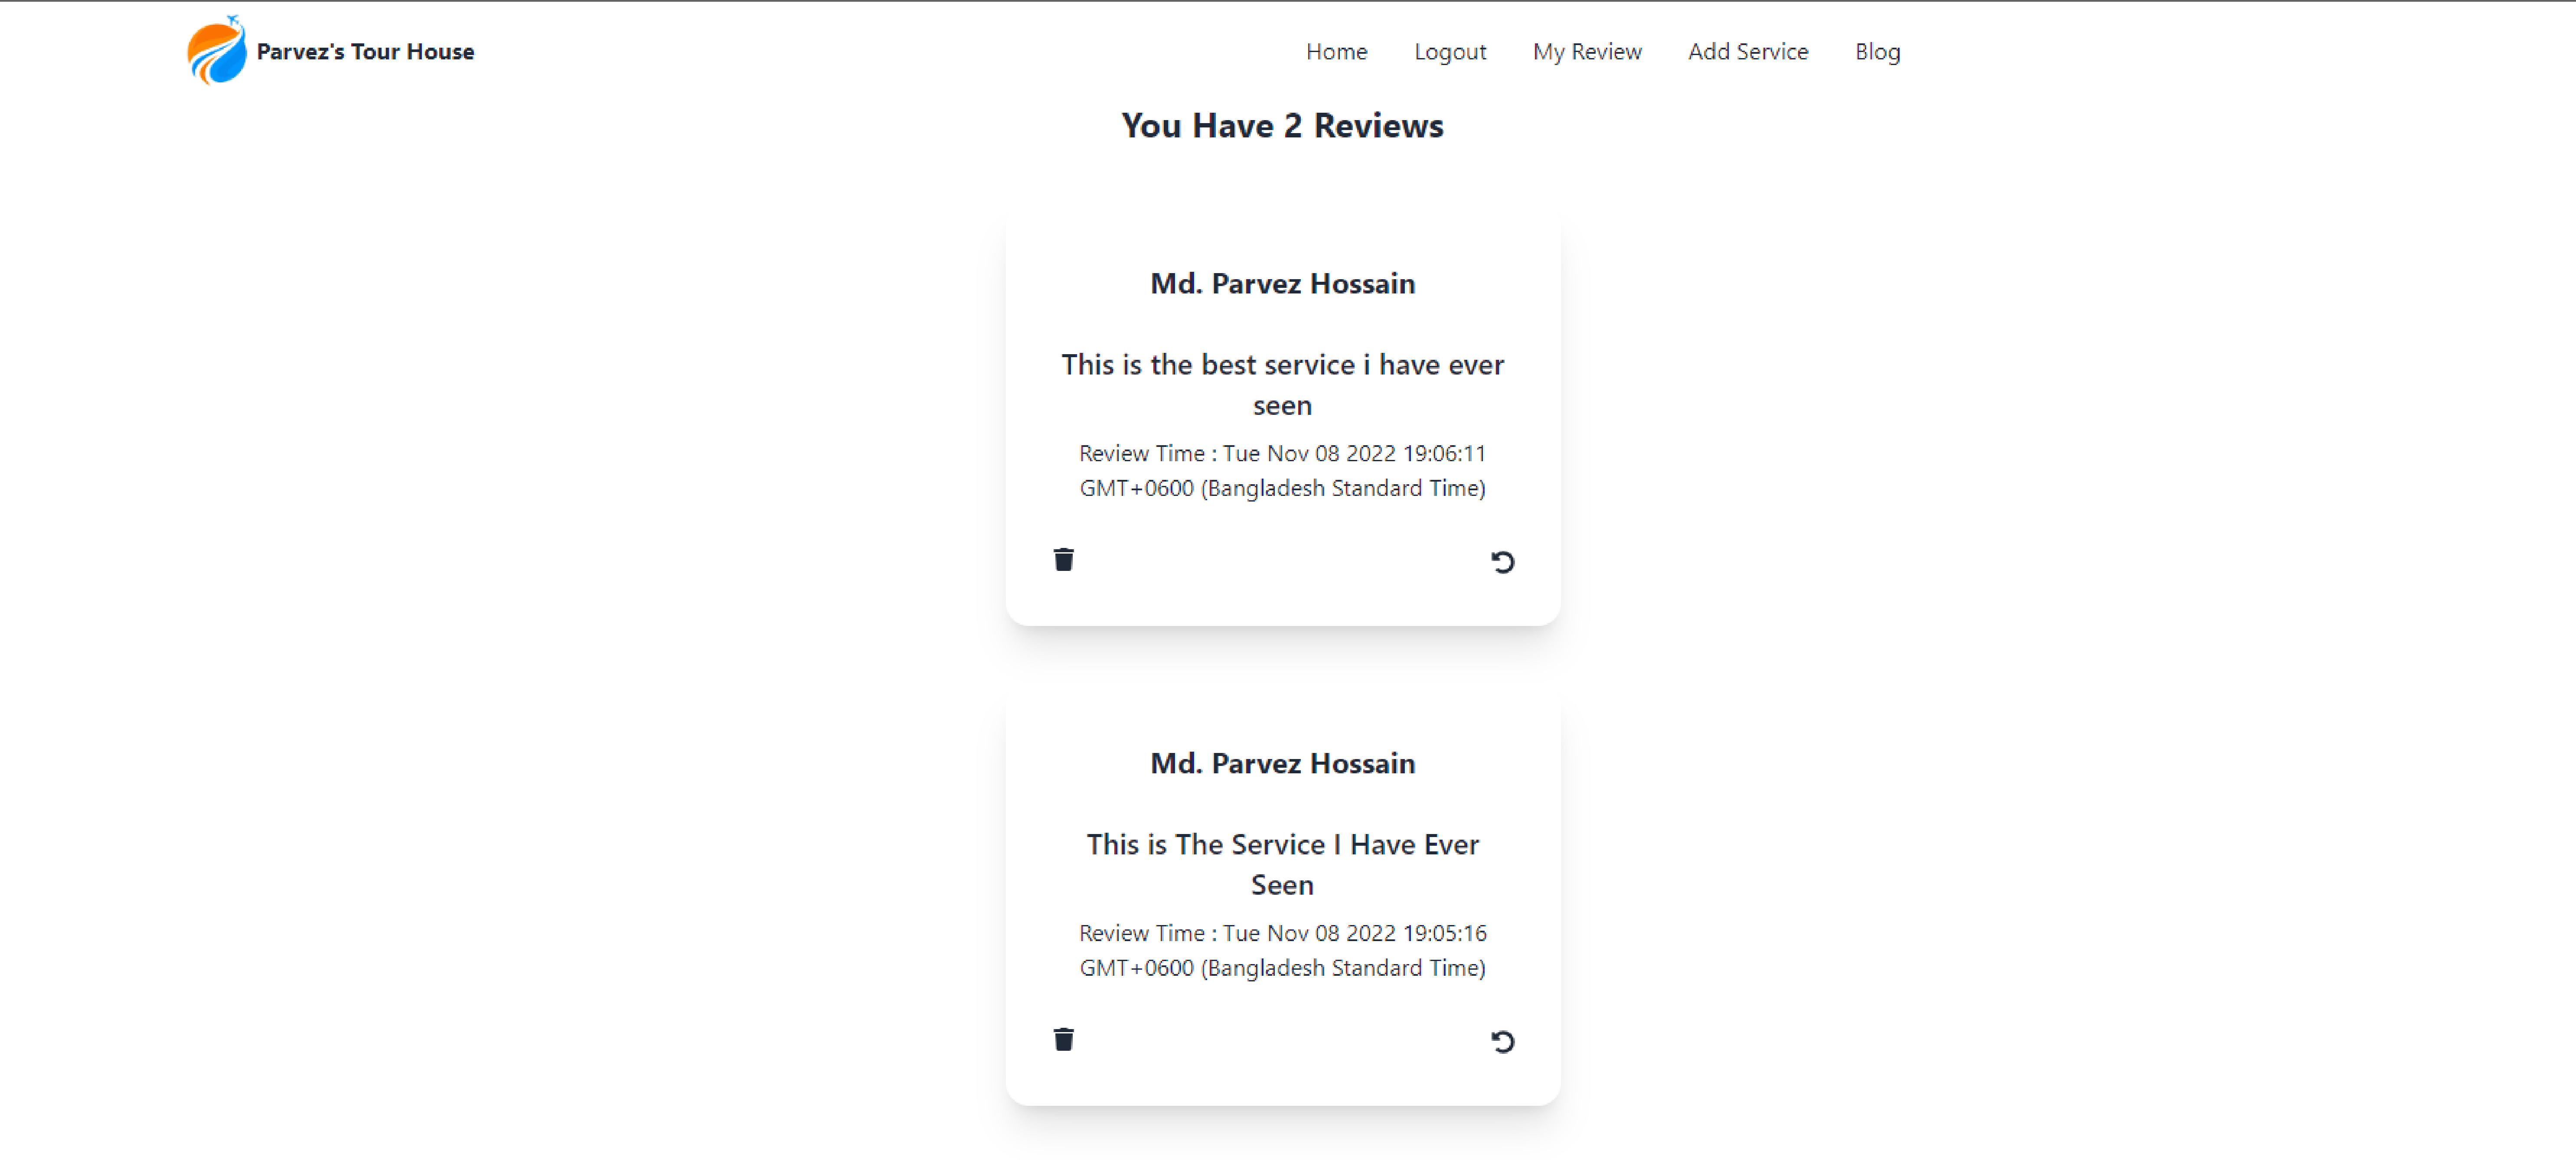 Parvez's Tour House
Home Logout My Review Add Service Blog
You Have 2 Reviews
Md. Parvez Hossain
This is the best service i have ever
seen
Review Time : Tue Nov 08 2022 19:06:11
GMT+0600 (Bangladesh Standard Time)
Md. Parvez Hossain
This is The Service I Have Ever
Seen
Review Time : Tue Nov 08 2022 19:05:16
GMT+0600 (Bangladesh Standard Time)